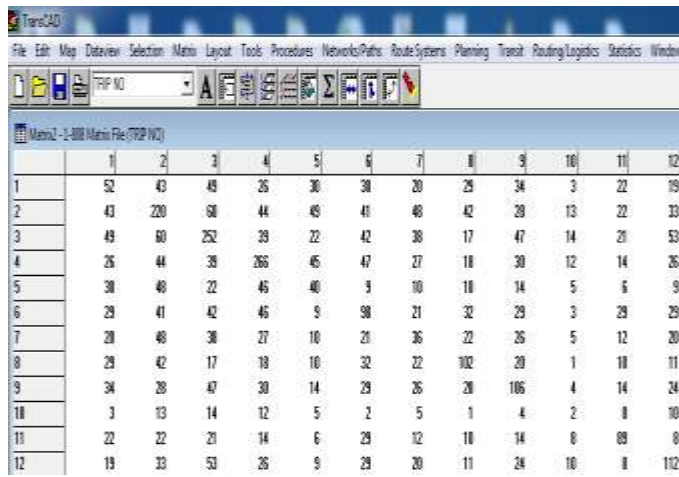 TransCAD
File Edit Map Dataview Selection Matrix Layout Tools Procedures Networks/Paths Route Systems Planning Transit Routing/Logistics Statistics Window
TRIP NO
Matrix2 - 1-888 Matrix File (TRIP NO)
1 2 3 4 5 6 7 8 9 10 11 12
1 52 43 49 26 30 30 20 29 34 3 22 19
2 43 220 60 44 49 41 48 42 28 13 22 33
3 49 60 252 39 22 42 38 17 47 14 21 53
4 26 44 39 266 45 47 27 18 30 12 14 26
5 30 48 22 46 40 9 10 10 14 5 6 9
6 29 41 42 46 9 98 21 32 29 3 29 29
7 20 48 38 27 10 21 36 22 26 5 12 20
8 29 42 17 18 10 32 22 102 20 1 10 11
9 34 28 47 30 14 29 26 20 106 4 14 24
10 3 13 14 12 5 2 5 1 4 2 8 10
11 22 22 21 14 6 29 12 10 14 8 89 8
12 19 33 53 26 9 29 20 11 24 10 8 112